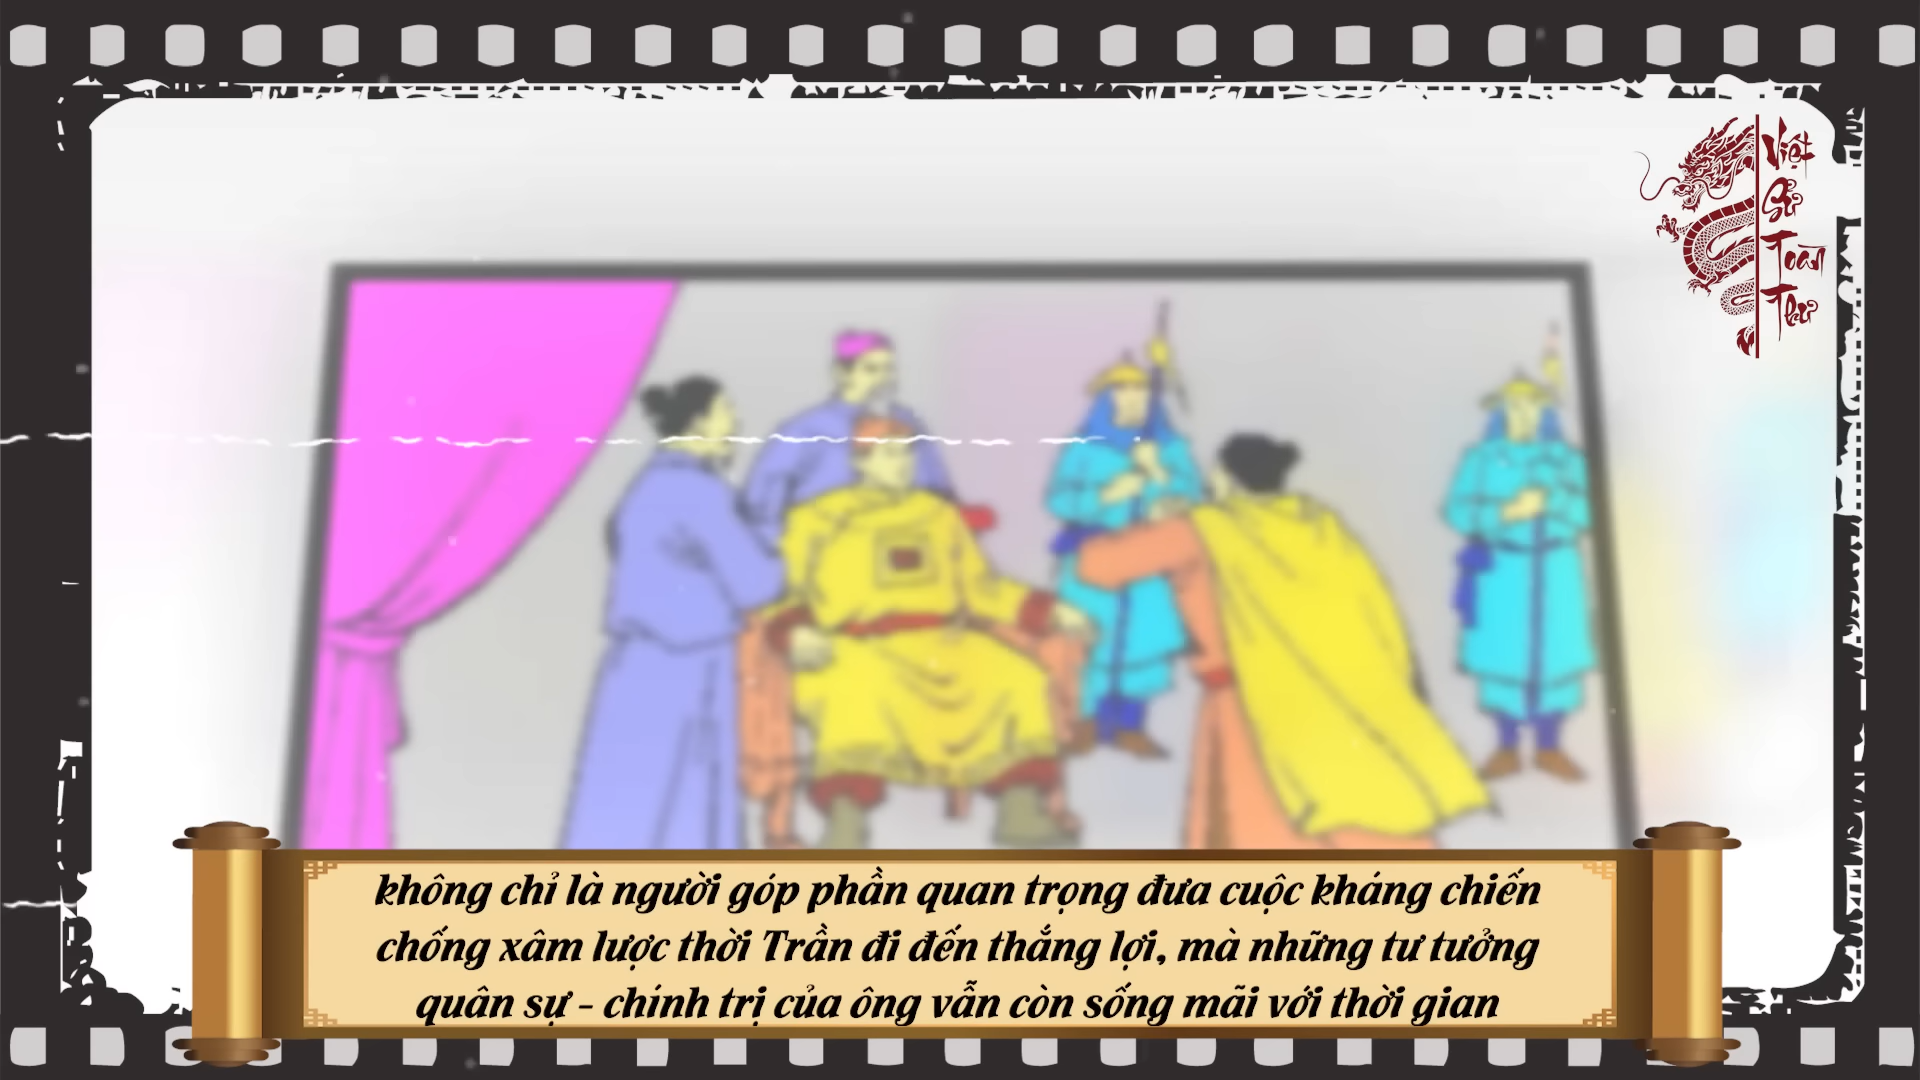 Việt
Sử
Toàn
Thư
không chỉ là người góp phần quan trọng đưa cuộc kháng chiến
chống xâm lược thời Trần đi đến thắng lợi, mà những tư tưởng
quân sự - chính trị của ông vẫn còn sống mãi với thời gian